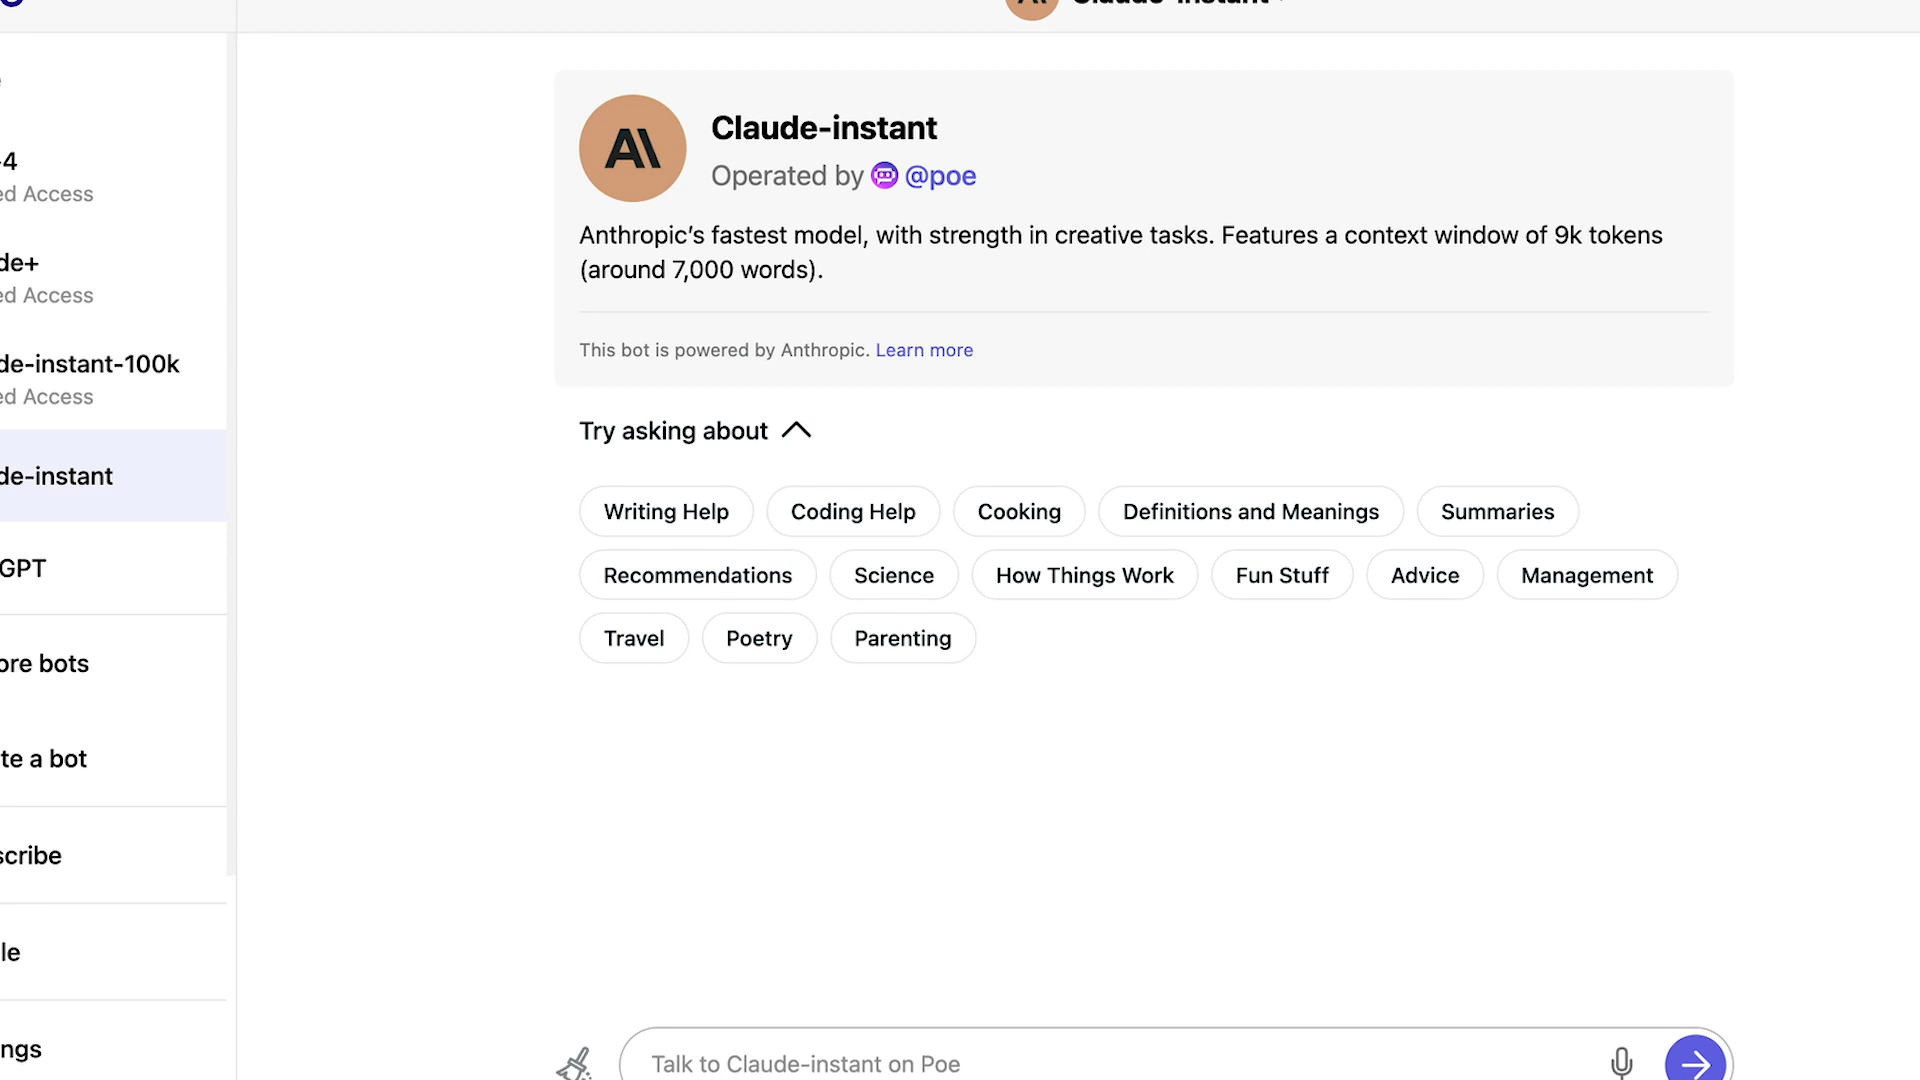 Claude-instant
-4
ed Access
de+
ed Access
de-instant-100k
ed Access
de-instant
GPT
ore bots
te a bot
scribe
le
ngs
Claude-instant
Operated by @poe
Anthropic’s fastest model, with strength in creative tasks. Features a context window of 9k tokens
(around 7,000 words).
This bot is powered by Anthropic. Learn more
Try asking about
Writing Help Coding Help Cooking Definitions and Meanings Summaries
Recommendations Science How Things Work Fun Stuff Advice Management
Travel Poetry Parenting
Talk to Claude-instant on Poe